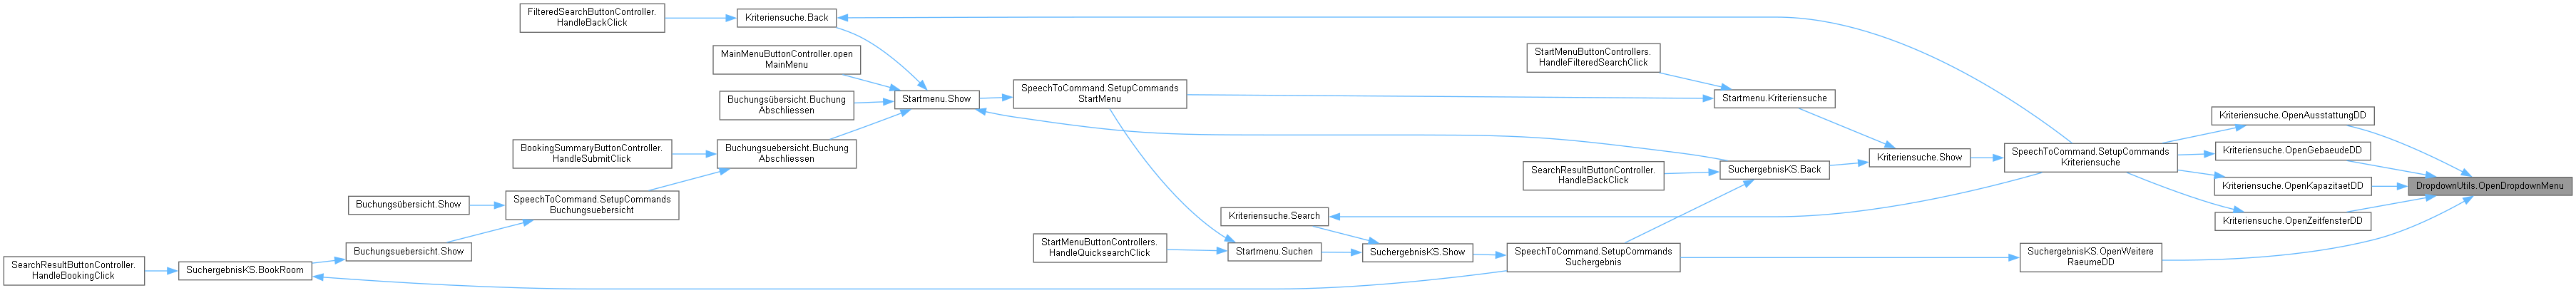 FilteredSearchButtonController.
HandleBackClick
Kriteriensuche.Back
MainMenuButtonController.open
MainMenu
Buchungsübersicht.Buchung
Abschliessen
Startmenu.Show
SpeechToCommand.SetupCommands
StartMenu
StartMenuButtonControllers.
HandleFilteredSearchClick
Startmenu.Kriteriensuche
BookingSummaryButtonController.
HandleSubmitClick
Buchungsuebersicht.Buchung
Abschliessen
SearchResultButtonController.
HandleBackClick
SuchergebnisKS.Back
Kriteriensuche.Show
SpeechToCommand.SetupCommands
Kriteriensuche
Kriteriensuche.OpenAusstattungDD
Kriteriensuche.OpenGebaeudeDD
Kriteriensuche.OpenKapazitaetDD
Kriteriensuche.OpenZeitfensterDD
DropdownUtils.OpenDropdownMenu
Buchungsübersicht.Show
SpeechToCommand.SetupCommands
Buchungsuebersicht
Kriteriensuche.Search
SearchResultButtonController.
HandleBookingClick
SuchergebnisKS.BookRoom
Buchungsuebersicht.Show
StartMenuButtonControllers.
HandleQuicksearchClick
Startmenu.Suchen
SuchergebnisKS.Show
SpeechToCommand.SetupCommands
Suchergebnis
SuchergebnisKS.OpenWeitere
RaeumeDD